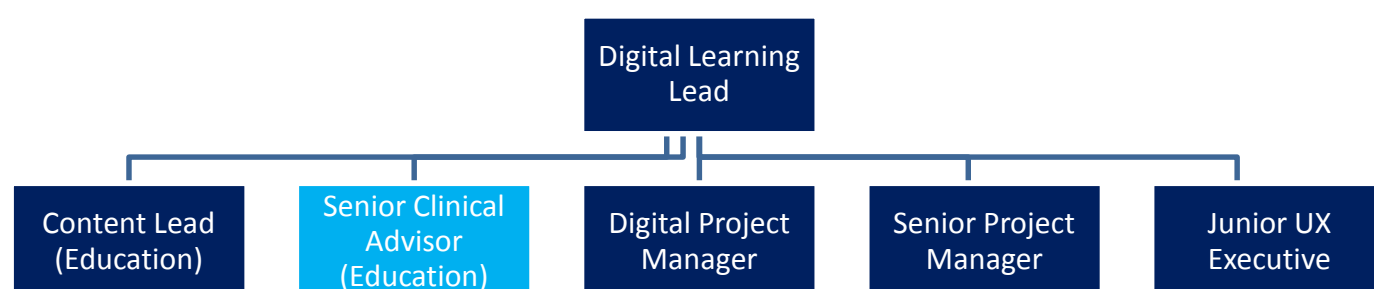 Digital Learning
Lead
Content Lead
(Education)
Senior Clinical
Advisor
(Education)
Digital Project
Manager
Senior Project
Manager
Junior UX
Executive